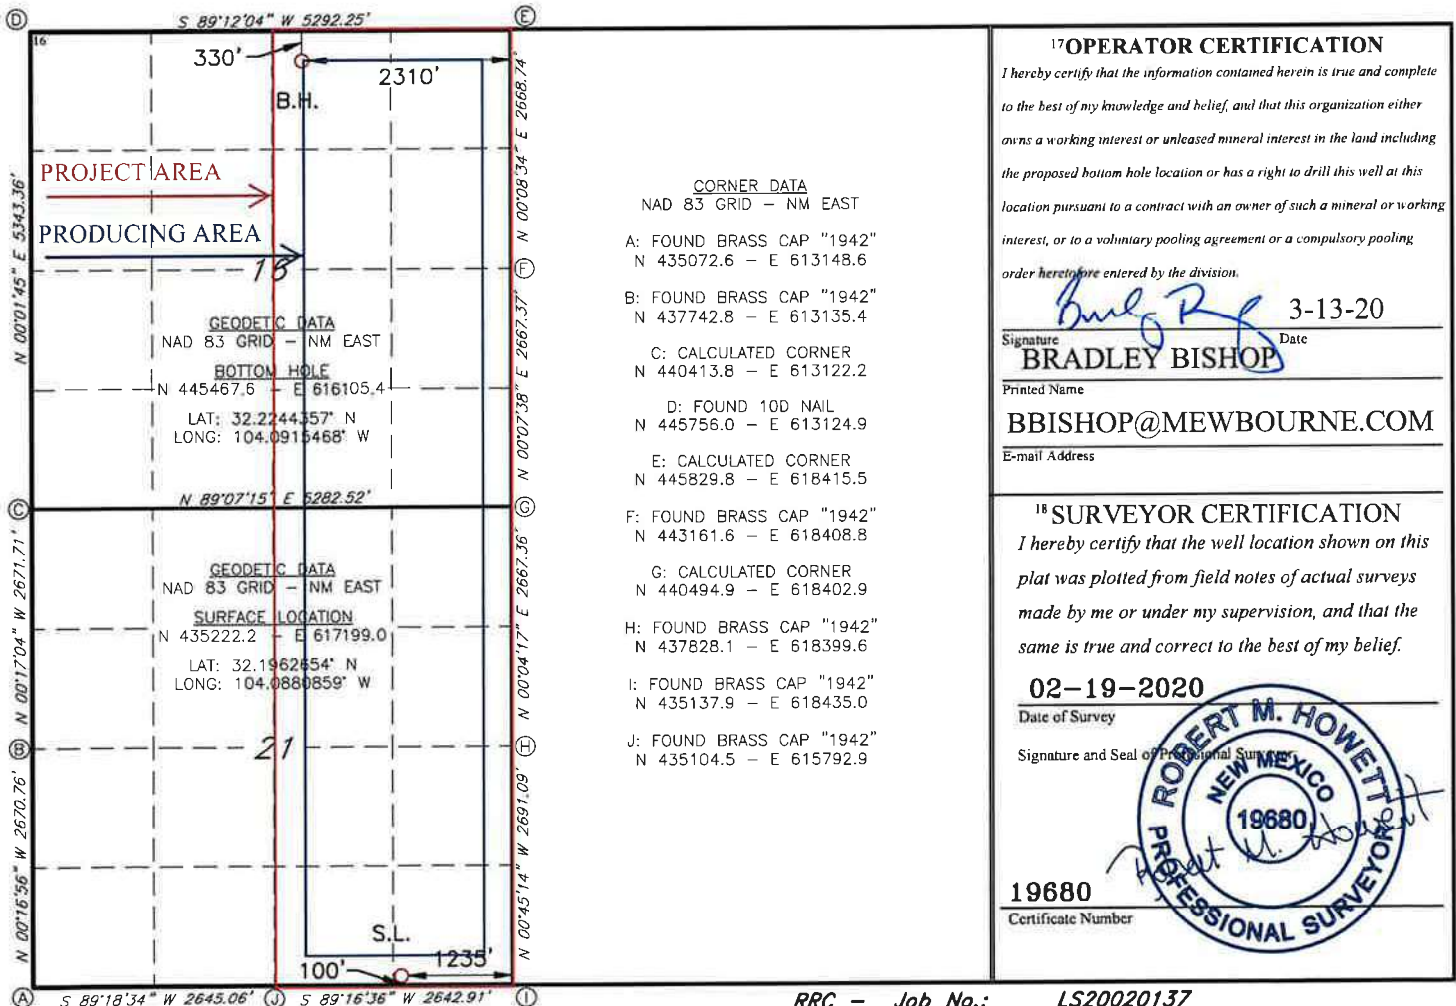 D
S 89°12'04" W 5292.25'
E
16
330'
2310'
B.H.
N 00°01'45" E 5343.36'
N 00°08'34" E 2668.74'
PROJECT AREA
PRODUCING AREA
F
GEODETIC DATA
NAD 83 GRID – NM EAST
BOTTOM HOLE
N 445467.6 – E 616105.4
LAT: 32.2244357° N
LONG: 104.0915468° W
N 00°07'38" E 2667.37'
N 89°07'15" E 5282.52'
C
G
GEODETIC DATA
NAD 83 GRID – NM EAST
SURFACE LOCATION
N 435222.2 – E 617199.0
LAT: 32.1962654° N
LONG: 104.0880859° W
N 00°17'04" W 2671.71'
N 00°04'17" E 2667.36'
B
21
H
N 00°16'56" W 2670.76'
N 00°45'14" W 2691.09'
S.L.
1235'
100'
A
S 89°18'34" W 2645.06'
J
S 89°16'36" W 2642.91'
I
CORNER DATA
NAD 83 GRID – NM EAST
A: FOUND BRASS CAP "1942"
N 435072.6 – E 613148.6
B: FOUND BRASS CAP "1942"
N 437742.8 – E 613135.4
C: CALCULATED CORNER
N 440413.8 – E 613122.2
D: FOUND 10D NAIL
N 445756.0 – E 613124.9
E: CALCULATED CORNER
N 445829.8 – E 618415.5
F: FOUND BRASS CAP "1942"
N 443161.6 – E 618408.8
G: CALCULATED CORNER
N 440494.9 – E 618402.9
H: FOUND BRASS CAP "1942"
N 437828.1 – E 618399.6
I: FOUND BRASS CAP "1942"
N 435137.9 – E 618435.0
J: FOUND BRASS CAP "1942"
N 435104.5 – E 615792.9
17 OPERATOR CERTIFICATION
I hereby certify that the information contained herein is true and complete
to the best of my knowledge and belief, and that this organization either
owns a working interest or unleased mineral interest in the land including
the proposed bottom hole location or has a right to drill this well at this
location pursuant to a contract with an owner of such a mineral or working
interest, or to a voluntary pooling agreement or a compulsory pooling
order heretofore entered by the division.
3-13-20
Signature Date
BRADLEY BISHOP
Printed Name
BBISHOP@MEWBOURNE.COM
E-mail Address
18 SURVEYOR CERTIFICATION
I hereby certify that the well location shown on this
plat was plotted from field notes of actual surveys
made by me or under my supervision, and that the
same is true and correct to the best of my belief.
02-19-2020
Date of Survey
Signature and Seal of Professional Surveyor
ROBERT M. HOWETT
NEW MEXICO
19680
PROFESSIONAL SURVEYOR
Robert M. Howett
19680
Certificate Number
RRC – Job No.: LS20020137